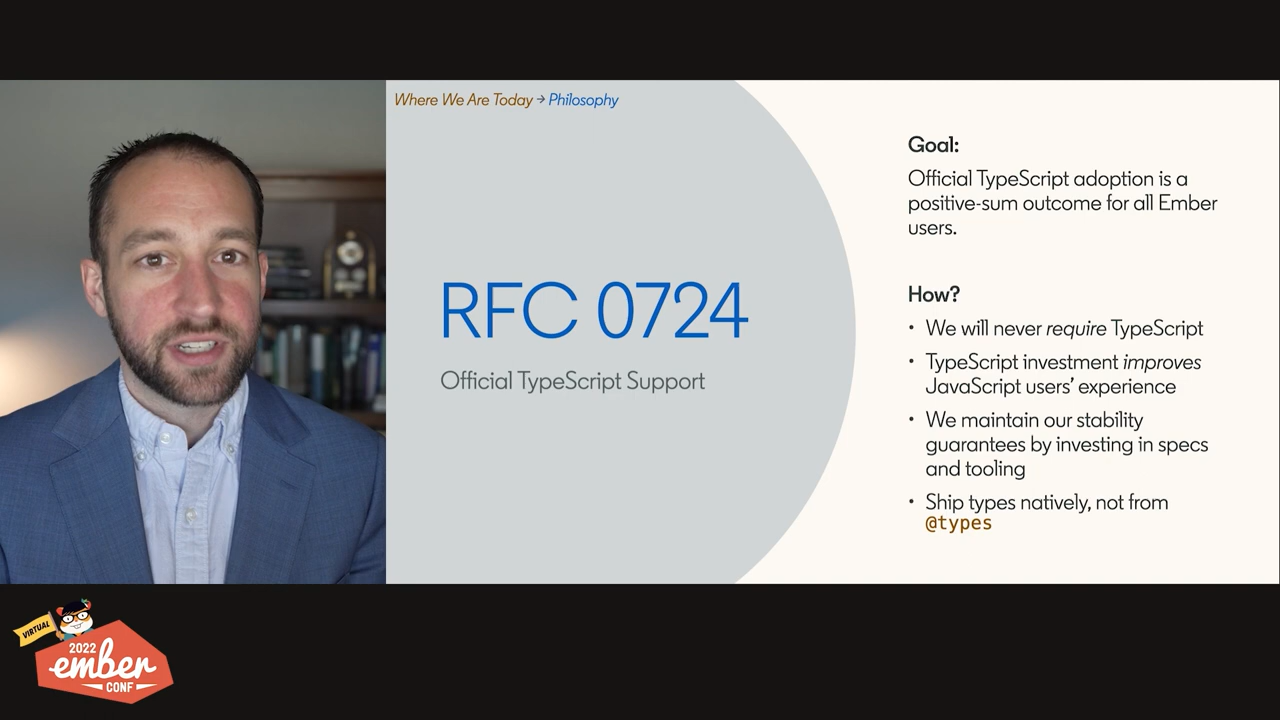 Where We Are Today → Philosophy
RFC 0724
Official TypeScript Support
Goal:
Official TypeScript adoption is a
positive-sum outcome for all Ember
users.
How?
• We will never require TypeScript
• TypeScript investment improves
JavaScript users’ experience
• We maintain our stability
guarantees by investing in specs
and tooling
• Ship types natively, not from
@types
VIRTUAL
2022
ember
CONF